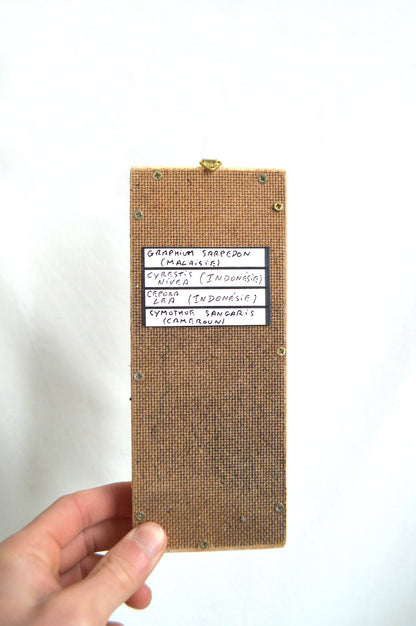 GRAPHIUM SARPEDON
(MALAISIE)
CYRESTIS
NIVEA (INDONÉSIE)
CEPORA
LEA (INDONÉSIE)
CYMOTHOE SANGARIS
(CAMEROUN)